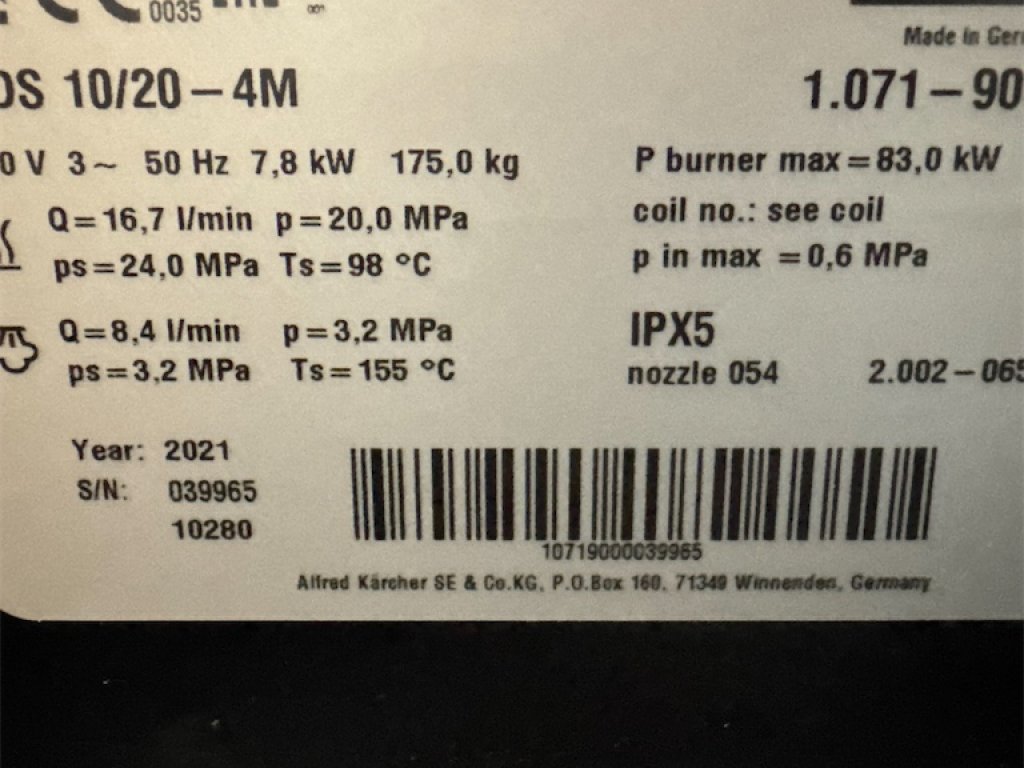 0035
Made in Ger
DS 10/20 – 4M 1.071 – 90
0 V 3 ~ 50 Hz 7,8 kW 175,0 kg P burner max = 83,0 kW
Q = 16,7 l/min p = 20,0 MPa coil no.: see coil
ps = 24,0 MPa Ts = 98 °C p in max = 0,6 MPa
Q = 8,4 l/min p = 3,2 MPa IPX5
ps = 3,2 MPa Ts = 155 °C nozzle 054 2.002 – 065
Year: 2021
S/N: 039965
10280
10719000039965
Alfred Kärcher SE & Co.KG, P.O.Box 160, 71349 Winnenden, Germany